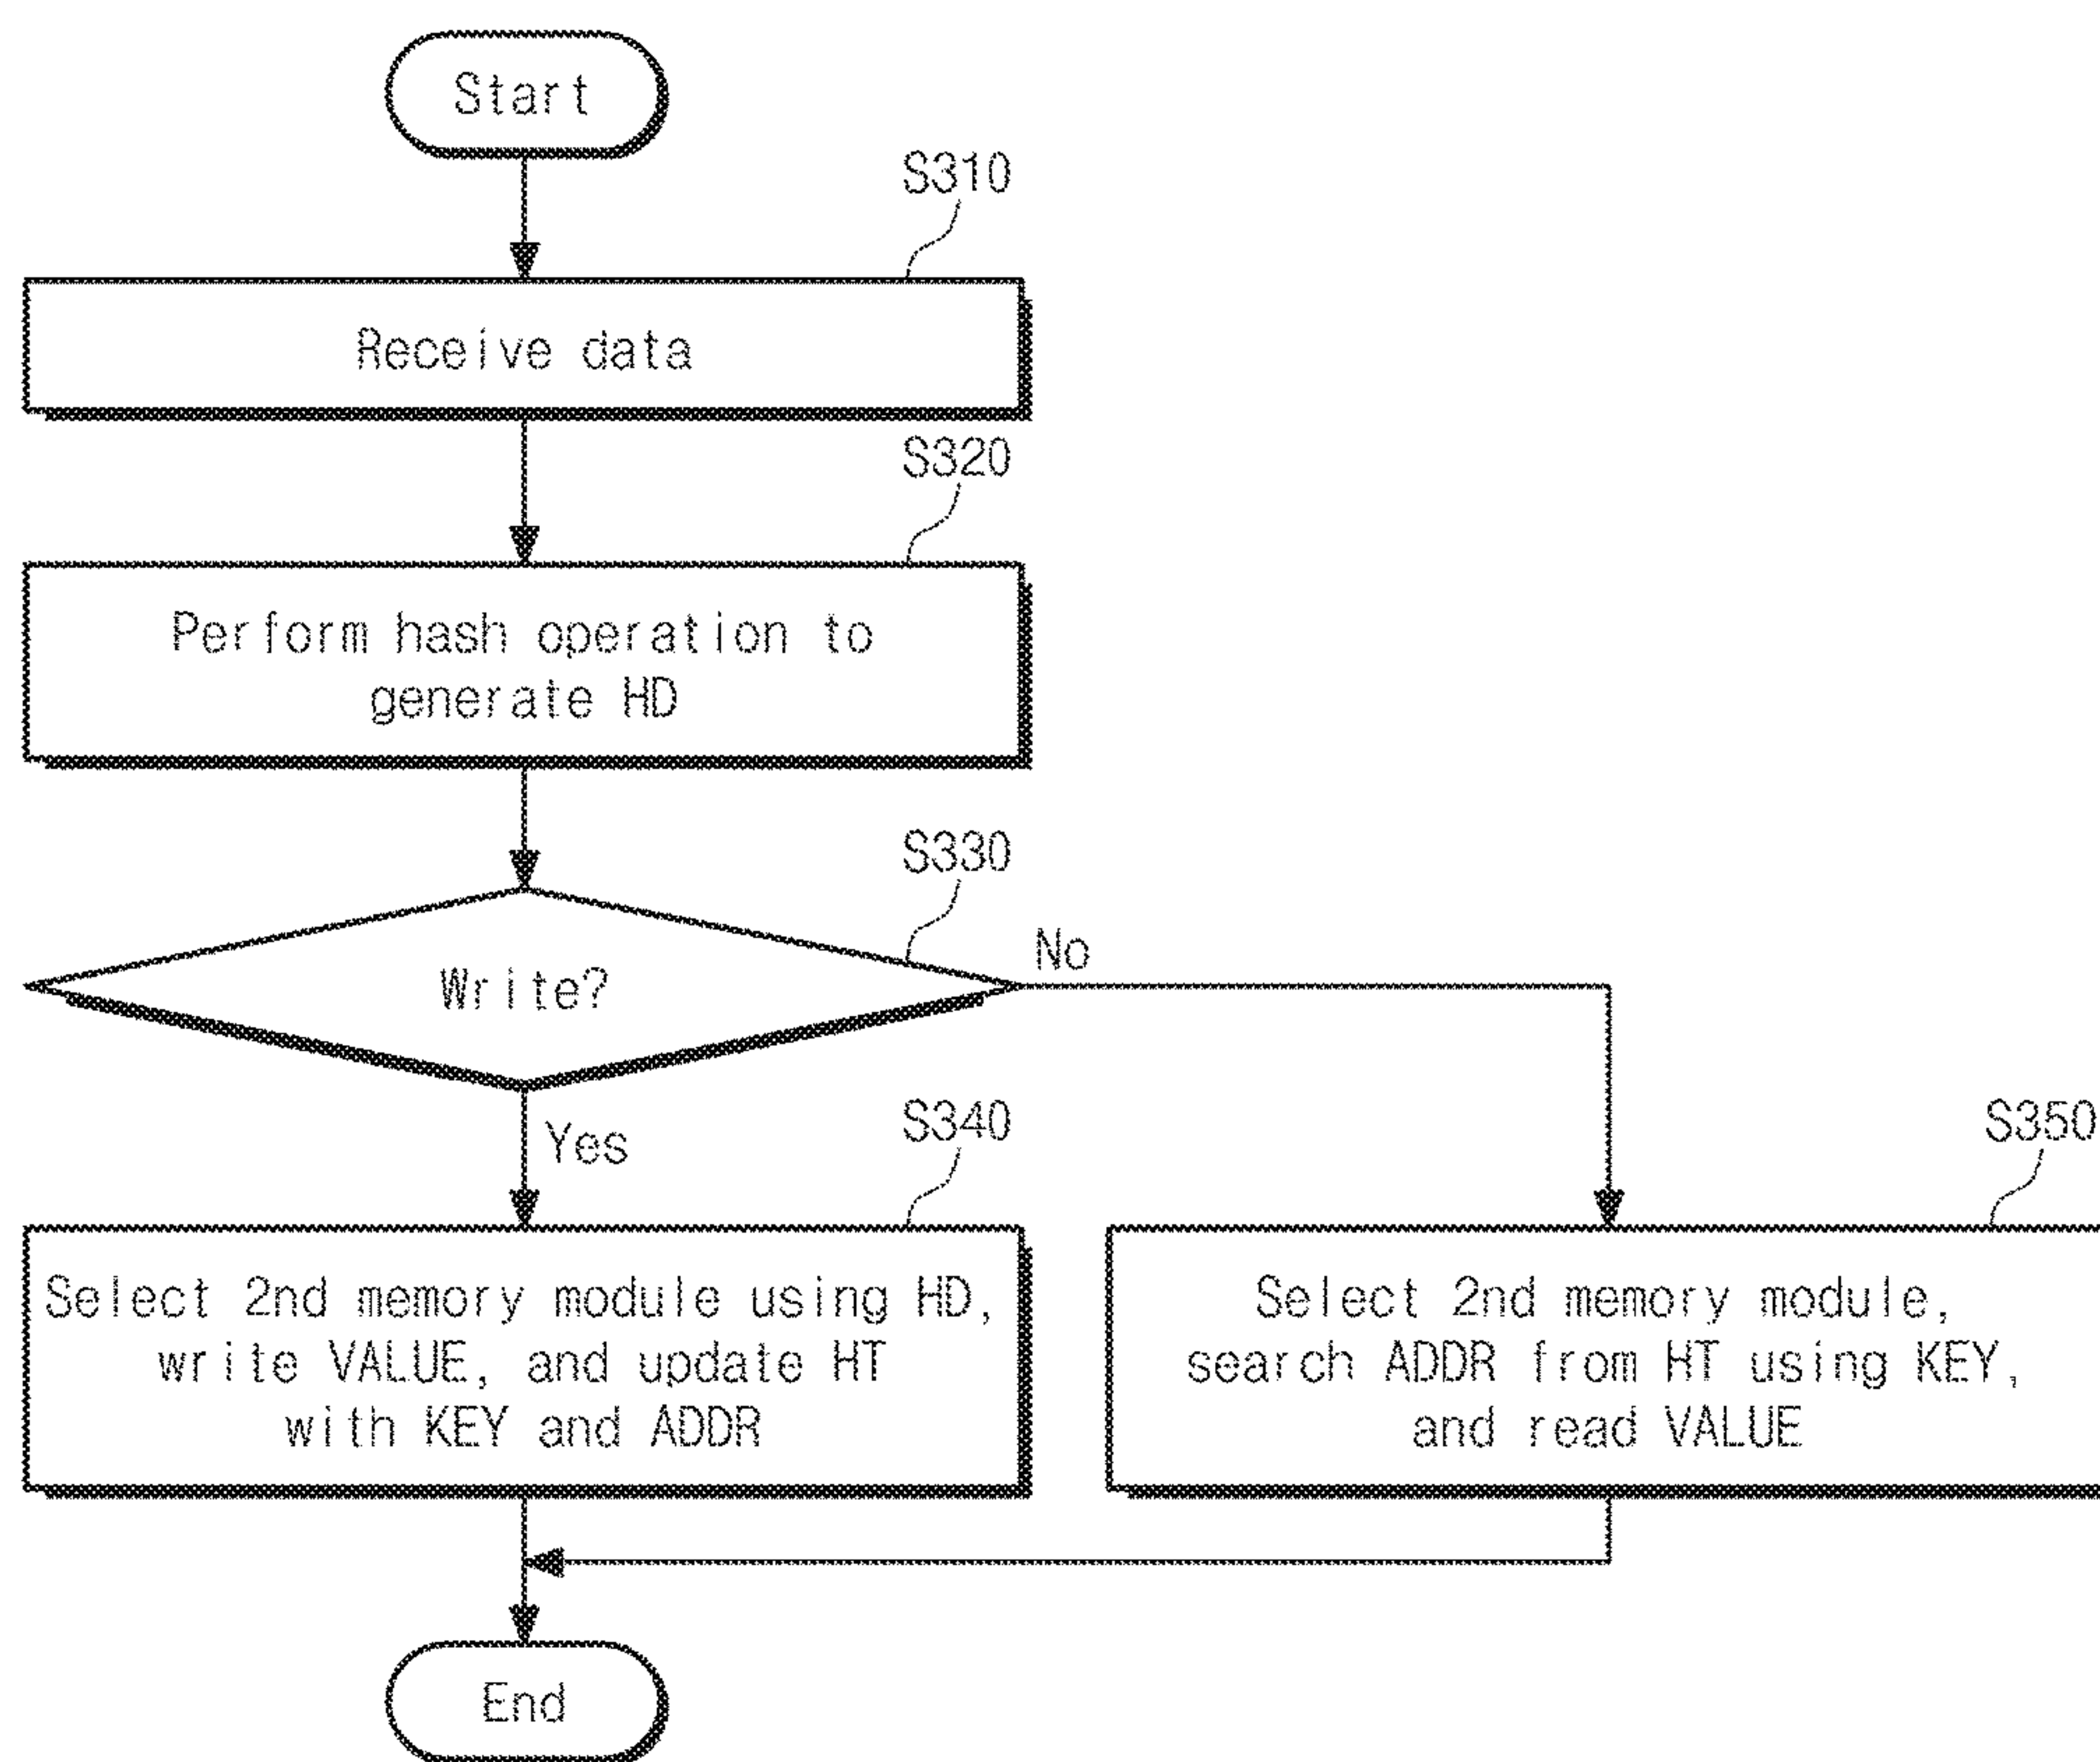 Start
S310
Receive data
S320
Perform hash operation to
generate HD
S330
Write?
No
Yes
S340
Select 2nd memory module using HD,
write VALUE, and update HT
with KEY and ADDR
S350
Select 2nd memory module,
search ADDR from HT using KEY,
and read VALUE
End